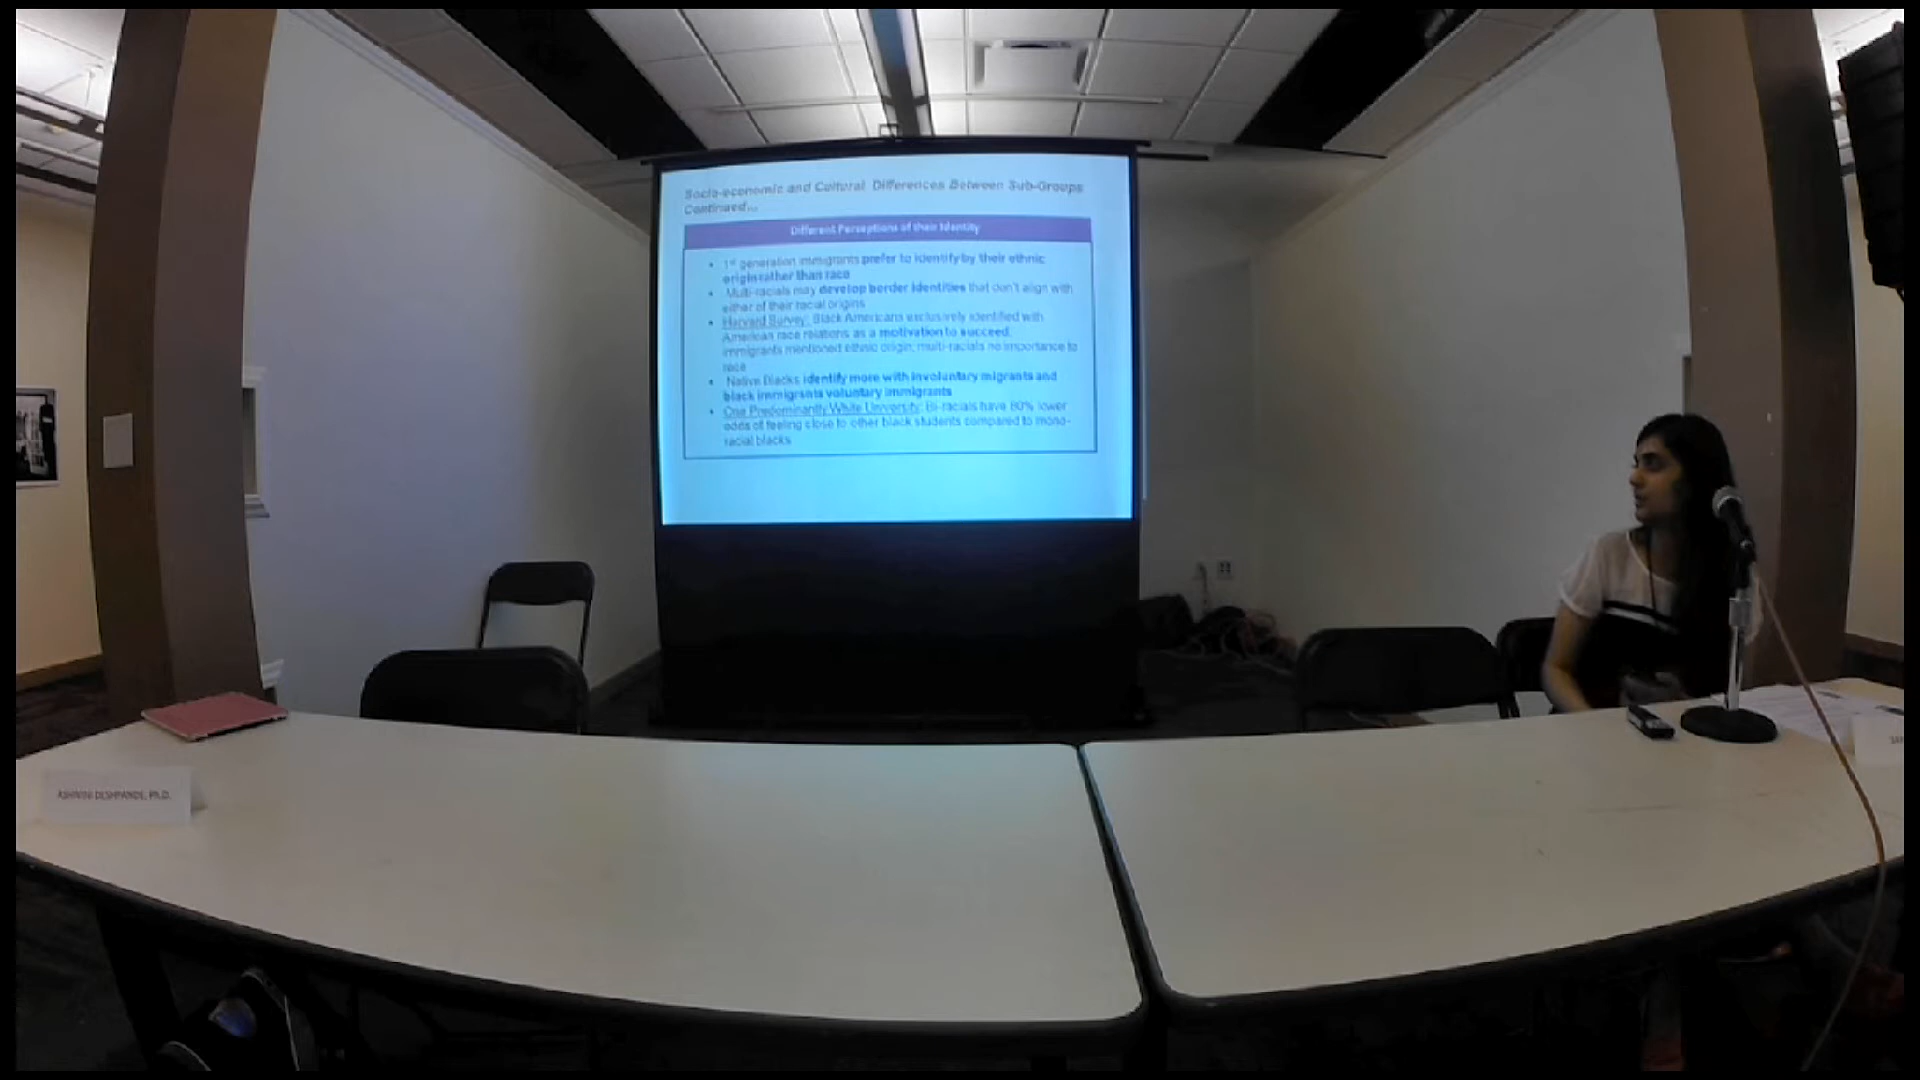 Socio-economic and Cultural Differences Between Sub-Groups
Continued...
Different Perceptions of their Identity
• 1st generation immigrants prefer to identify by their ethnic
origin rather than race
• Multi-racials may develop border identities that don't align with
either of their racial origins
• Harvard Survey: Black Americans exclusively identified with
American race relations as a motivation to succeed;
immigrants mentioned ethnic origin; multi-racials no importance to
race
• Native Blacks identify more with involuntary migrants and
black immigrants voluntary immigrants
• One Predominantly White University: Bi-racials have 80% lower
odds of feeling close to other black students compared to mono-
racial blacks
ASHWINI DESHPANDE, Ph.D.